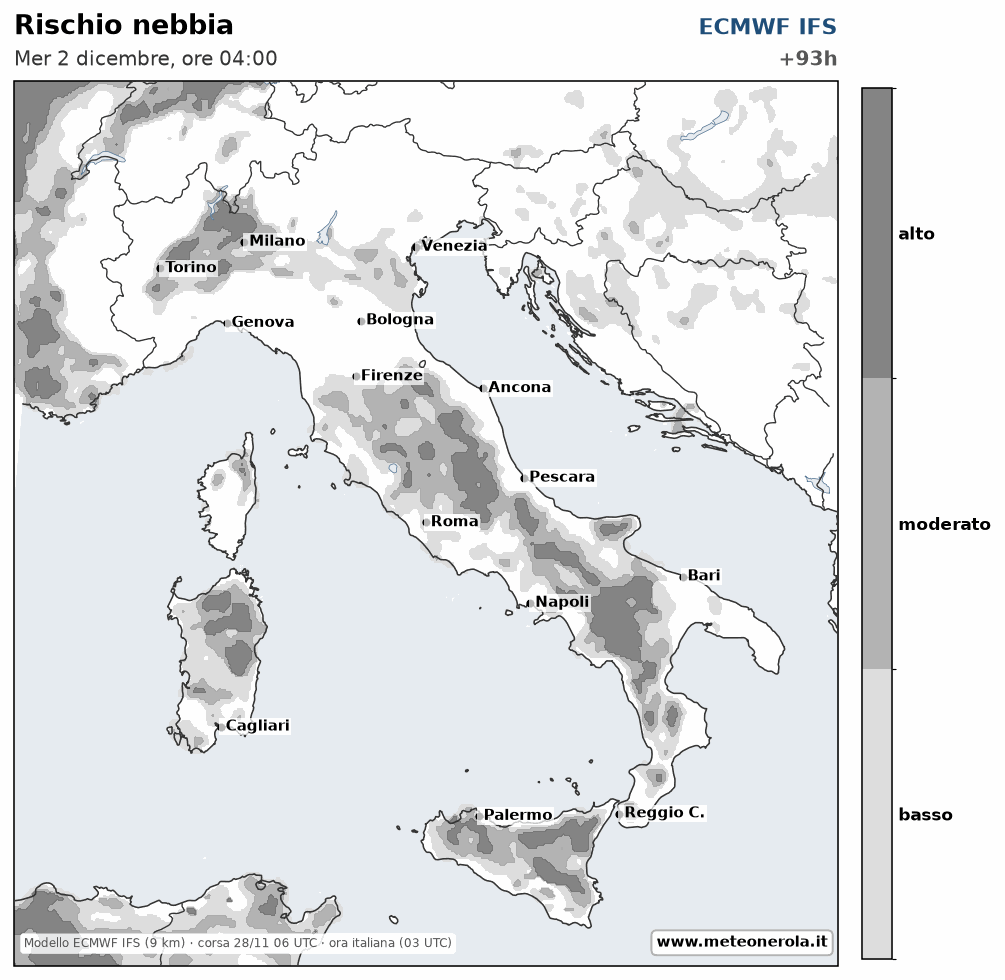 Rischio nebbia
ECMWF IFS
Mer 2 dicembre, ore 04:00
+93h
alto
moderato
basso
Milano
Venezia
Torino
Genova
Bologna
Firenze
Ancona
Pescara
Roma
Bari
Napoli
Cagliari
Palermo
Reggio C.
Modello ECMWF IFS (9 km) · corsa 28/11 06 UTC · ora italiana (03 UTC)
www.meteonerola.it